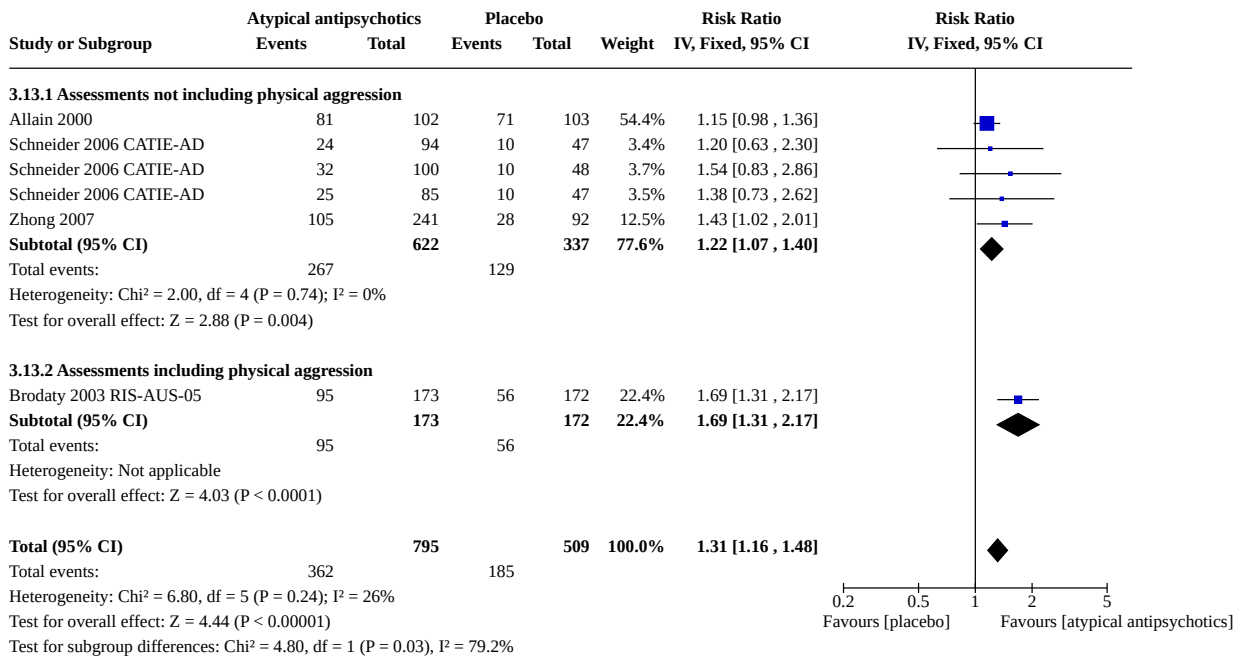 Atypical antipsychotics Placebo Risk Ratio Risk Ratio
Study or Subgroup Events Total Events Total Weight IV, Fixed, 95% CI IV, Fixed, 95% CI
3.13.1 Assessments not including physical aggression
Allain 2000 81 102 71 103 54.4% 1.15 [0.98 , 1.36]
Schneider 2006 CATIE-AD 24 94 10 47 3.4% 1.20 [0.63 , 2.30]
Schneider 2006 CATIE-AD 32 100 10 48 3.7% 1.54 [0.83 , 2.86]
Schneider 2006 CATIE-AD 25 85 10 47 3.5% 1.38 [0.73 , 2.62]
Zhong 2007 105 241 28 92 12.5% 1.43 [1.02 , 2.01]
Subtotal (95% CI) 622 337 77.6% 1.22 [1.07 , 1.40]
Total events: 267 129
Heterogeneity: Chi² = 2.00, df = 4 (P = 0.74); I² = 0%
Test for overall effect: Z = 2.88 (P = 0.004)
3.13.2 Assessments including physical aggression
Brodaty 2003 RIS-AUS-05 95 173 56 172 22.4% 1.69 [1.31 , 2.17]
Subtotal (95% CI) 173 172 22.4% 1.69 [1.31 , 2.17]
Total events: 95 56
Heterogeneity: Not applicable
Test for overall effect: Z = 4.03 (P < 0.0001)
Total (95% CI) 795 509 100.0% 1.31 [1.16 , 1.48]
Total events: 362 185
Heterogeneity: Chi² = 6.80, df = 5 (P = 0.24); I² = 26%
0.2 0.5 1 2 5
Test for overall effect: Z = 4.44 (P < 0.00001) Favours [placebo] Favours [atypical antipsychotics]
Test for subgroup differences: Chi² = 4.80, df = 1 (P = 0.03), I² = 79.2%